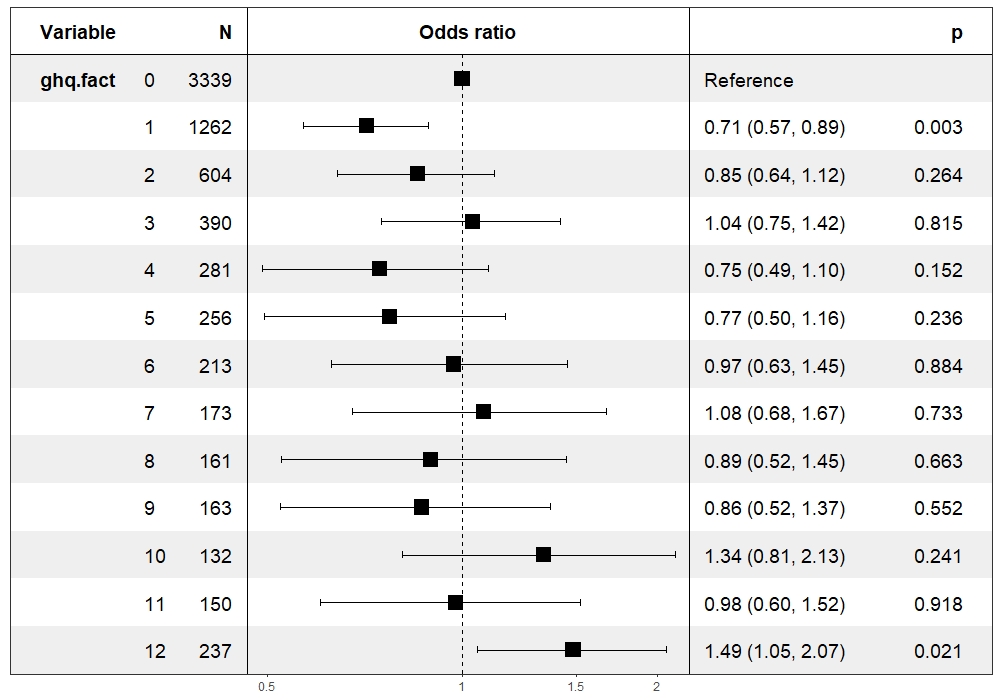 Variable N Odds ratio p
ghq.fact 0 3339 Reference
1 1262 0.71 (0.57, 0.89) 0.003
2 604 0.85 (0.64, 1.12) 0.264
3 390 1.04 (0.75, 1.42) 0.815
4 281 0.75 (0.49, 1.10) 0.152
5 256 0.77 (0.50, 1.16) 0.236
6 213 0.97 (0.63, 1.45) 0.884
7 173 1.08 (0.68, 1.67) 0.733
8 161 0.89 (0.52, 1.45) 0.663
9 163 0.86 (0.52, 1.37) 0.552
10 132 1.34 (0.81, 2.13) 0.241
11 150 0.98 (0.60, 1.52) 0.918
12 237 1.49 (1.05, 2.07) 0.021
0.5 1 1.5 2